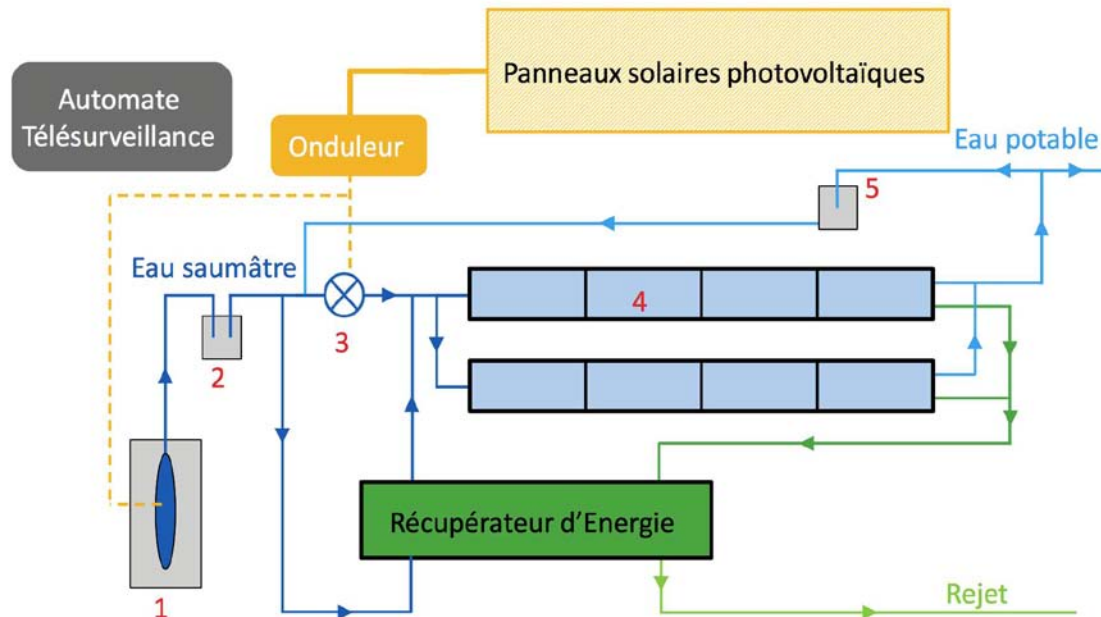 Panneaux solaires photovoltaïques
Automate
Télésurveillance
Onduleur
Eau potable
5
Eau saumâtre
4
3
2
Récupérateur d'Energie
1
Rejet